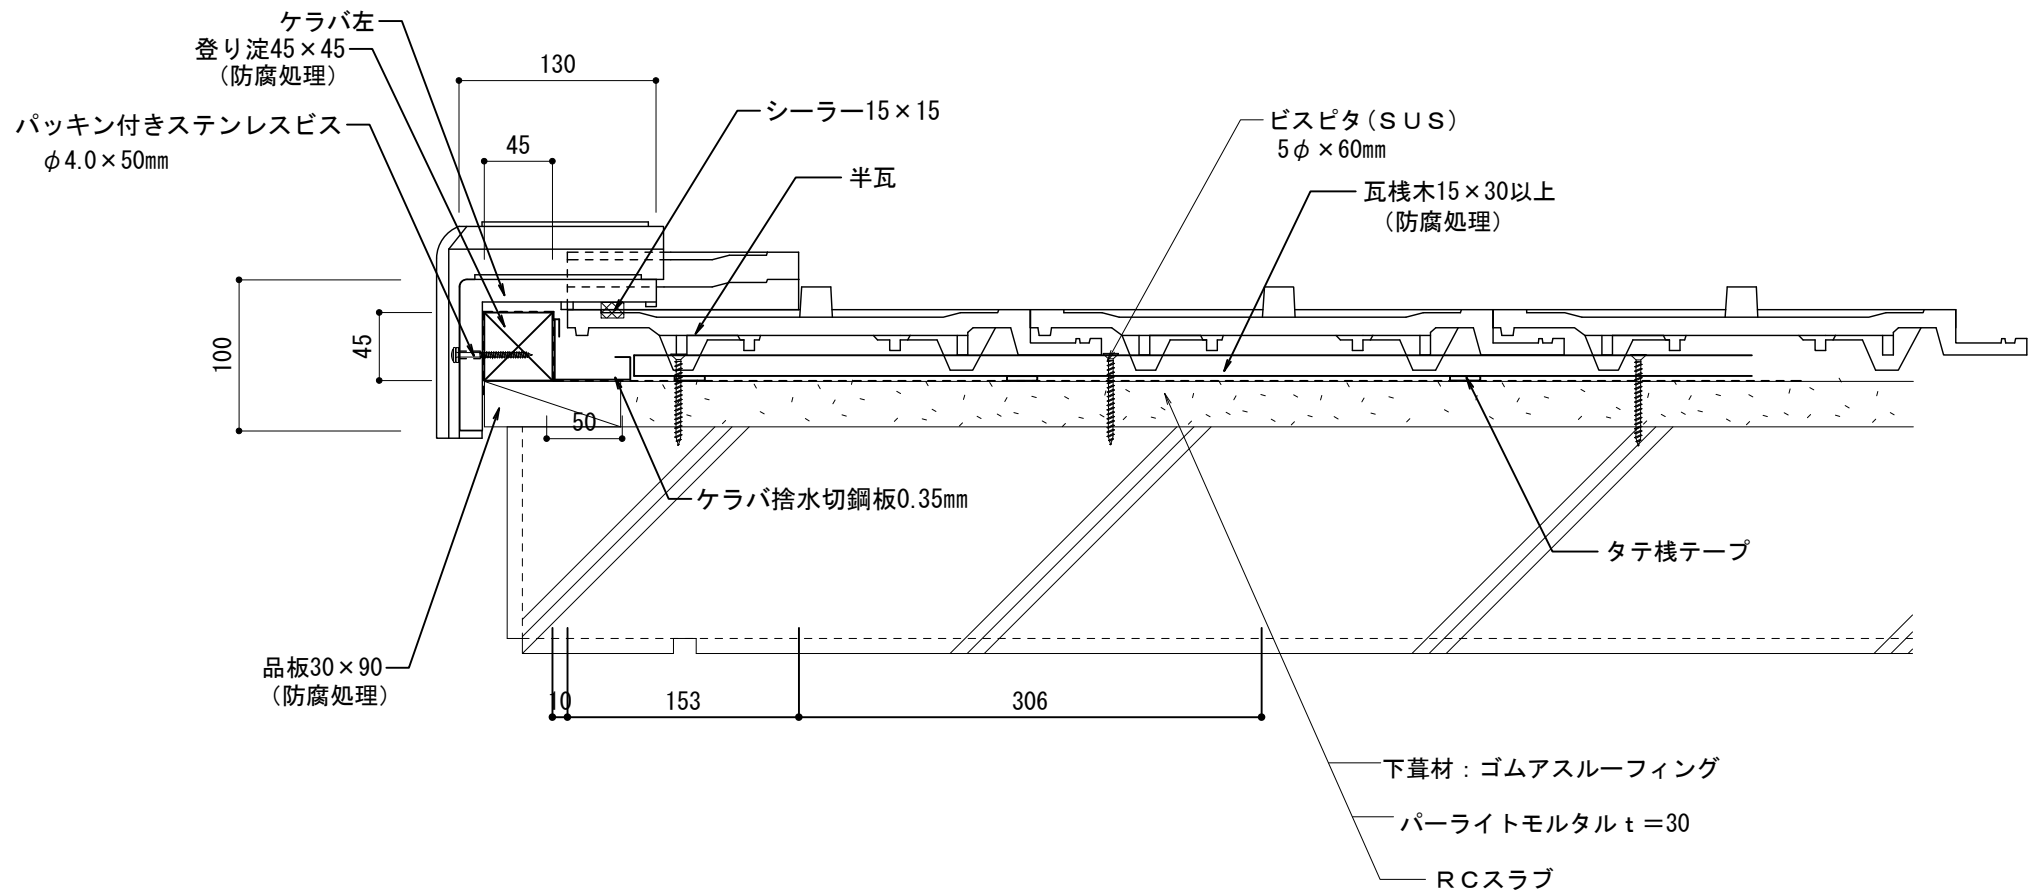 ケラバ左
登り淀45×45
(防腐処理)
130
シーラー15×15
パッキン付きステンレスビス
φ4.0×50mm
45
ビスピタ(ＳＵＳ)
5φ×60mm
半瓦
瓦桟木15×30以上
(防腐処理)
100
45
50
ケラバ捨水切鋼板0.35mm
タテ桟テープ
品板30×90
(防腐処理)
10
153
306
下葺材：ゴムアスルーフィング
パーライトモルタルｔ＝30
ＲＣスラブ